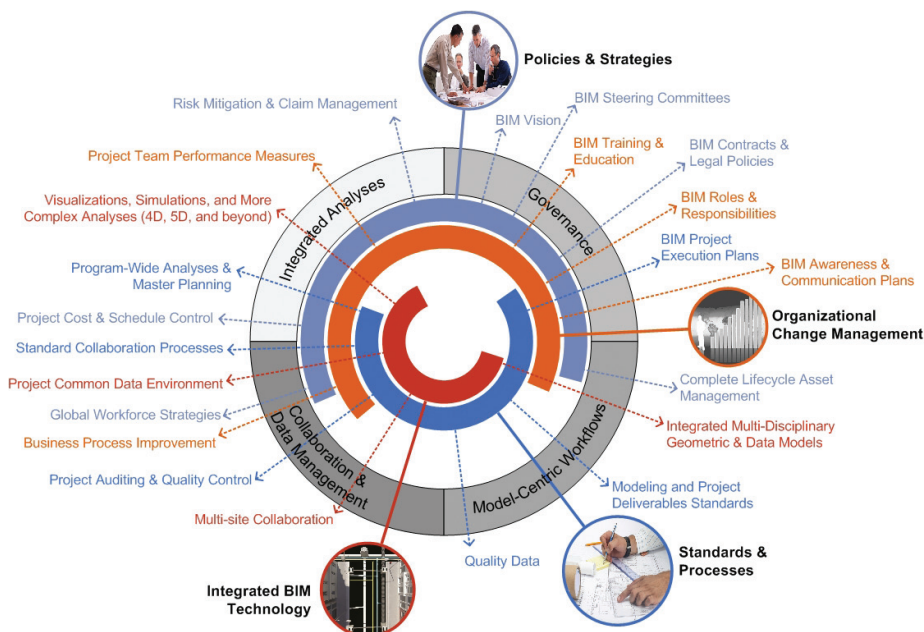 Policies & Strategies
Risk Mitigation & Claim Management
BIM Steering Committees
BIM Vision
Project Team Performance Measures
BIM Training &
Education
BIM Contracts &
Legal Policies
Visualizations, Simulations, and More
Complex Analyses (4D, 5D, and beyond)
Integrated Analyses
Governance
BIM Roles &
Responsibilities
Program-Wide Analyses &
Master Planning
BIM Project
Execution Plans
BIM Awareness &
Communication Plans
Project Cost & Schedule Control
Organizational
Change Management
Standard Collaboration Processes
Project Common Data Environment
Complete Lifecycle Asset
Management
Global Workforce Strategies
Integrated Multi-Disciplinary
Geometric & Data Models
Business Process Improvement
Collaboration &
Data Management
Model-Centric Workflows
Project Auditing & Quality Control
Modeling and Project
Deliverables Standards
Multi-site Collaboration
Quality Data
Standards &
Processes
Integrated BIM
Technology